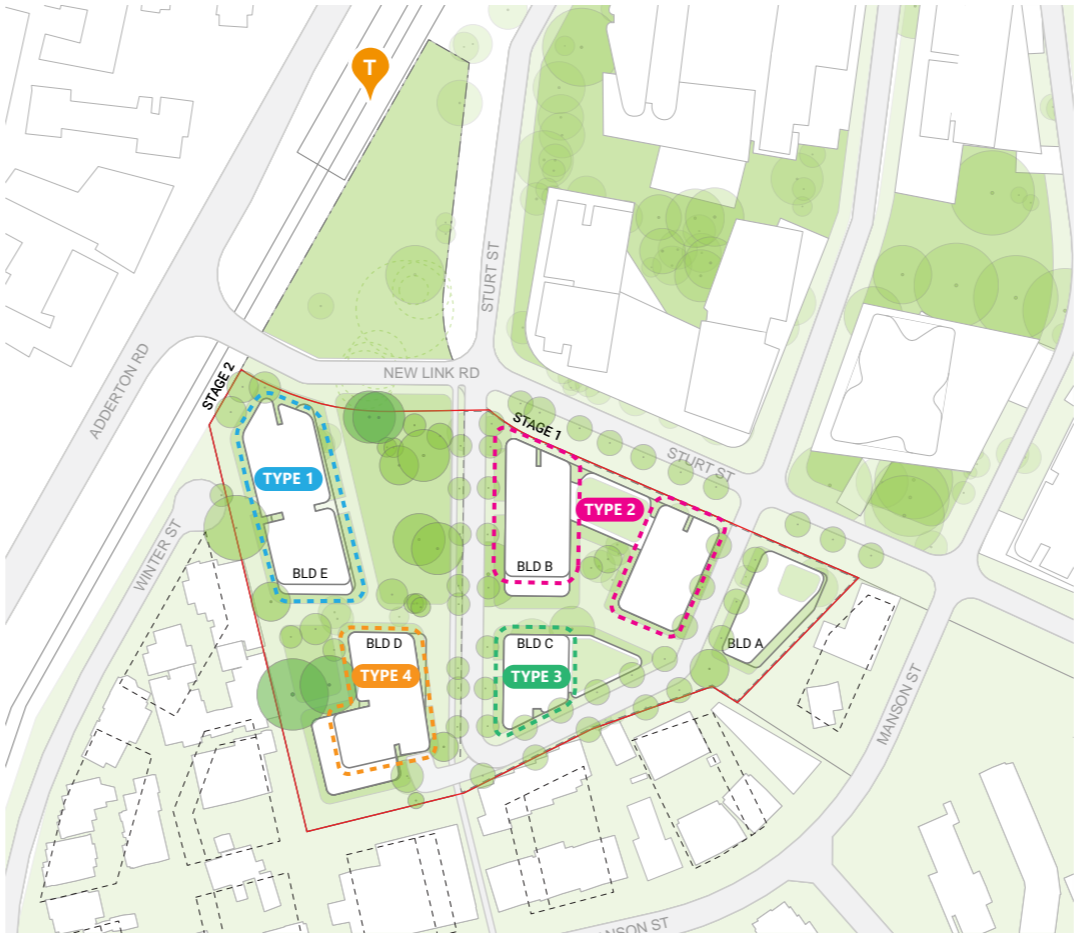 T
STURT ST
NEW LINK RD
ADDERTON RD
STAGE 2
STAGE 1
STURT ST
TYPE 1
TYPE 2
WINTER ST
BLD E
BLD B
BLD D
BLD C
BLD A
TYPE 4
TYPE 3
MANSON ST
ANSON ST